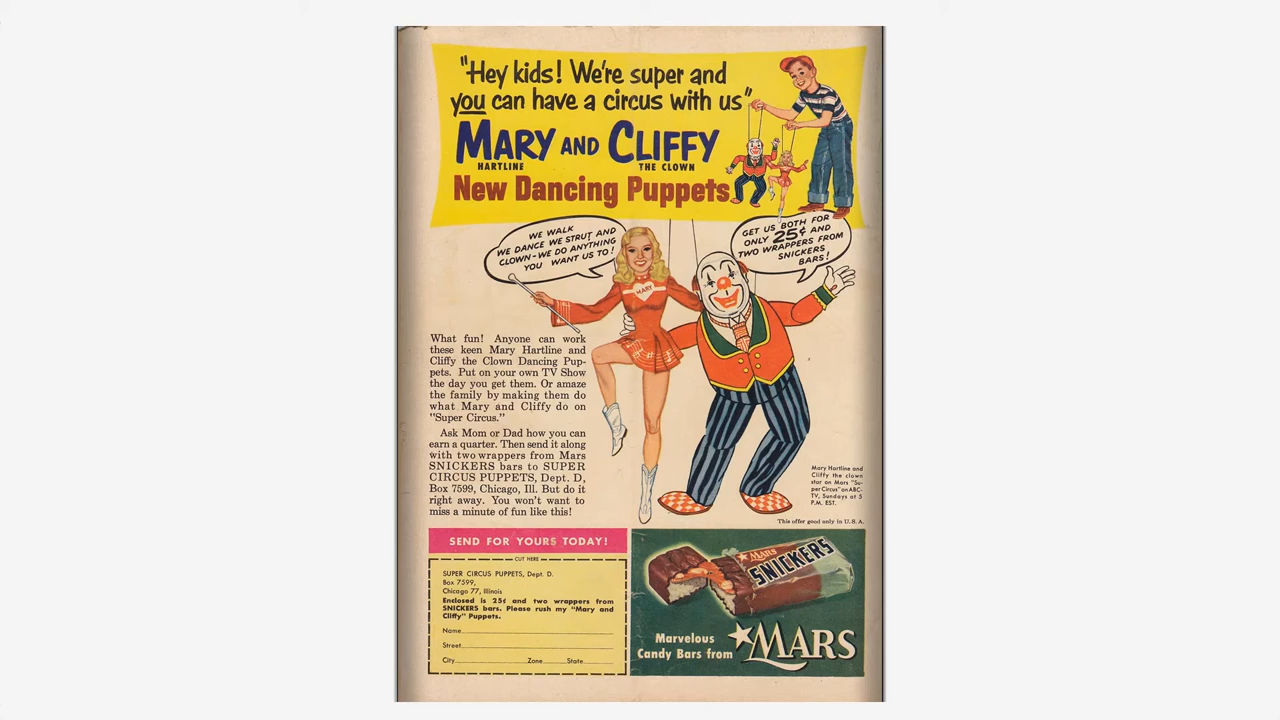 "Hey kids! We're super and
you can have a circus with us"
MARY AND CLIFFY
HARTLINE THE CLOWN
New Dancing Puppets
WE WALK
WE DANCE WE STRUT AND
CLOWN-WE DO ANYTHING
YOU WANT US TO!
GET US BOTH FOR
ONLY 25¢ AND
TWO WRAPPERS FROM
SNICKERS
BARS!
MARY
What fun! Anyone can work
these keen Mary Hartline and
Cliffy the Clown Dancing Pup-
pets. Put on your own TV Show
the day you get them. Or amaze
the family by making them do
what Mary and Cliffy do on
"Super Circus."
Ask Mom or Dad how you can
earn a quarter. Then send it along
with two wrappers from Mars
SNICKERS bars to SUPER
CIRCUS PUPPETS, Dept. D,
Box 7599, Chicago, Ill. But do it
right away. You won't want to
miss a minute of fun like this!
Mary Hartline and
Cliffy the clown
star on Mars "Su-
per Circus" on ABC-
TV, Sundays at 5
P.M. EST.
This offer good only in U.S.A.
SEND FOR YOURS TODAY!
CUT HERE
SUPER CIRCUS PUPPETS, Dept. D.
Box 7599,
Chicago 77, Illinois
Enclosed is 25¢ and two wrappers from
SNICKERS bars. Please rush my "Mary and
Cliffy" Puppets.
Name
Street
City Zone State
MARS
SNICKERS
Marvelous
Candy Bars from
MARS